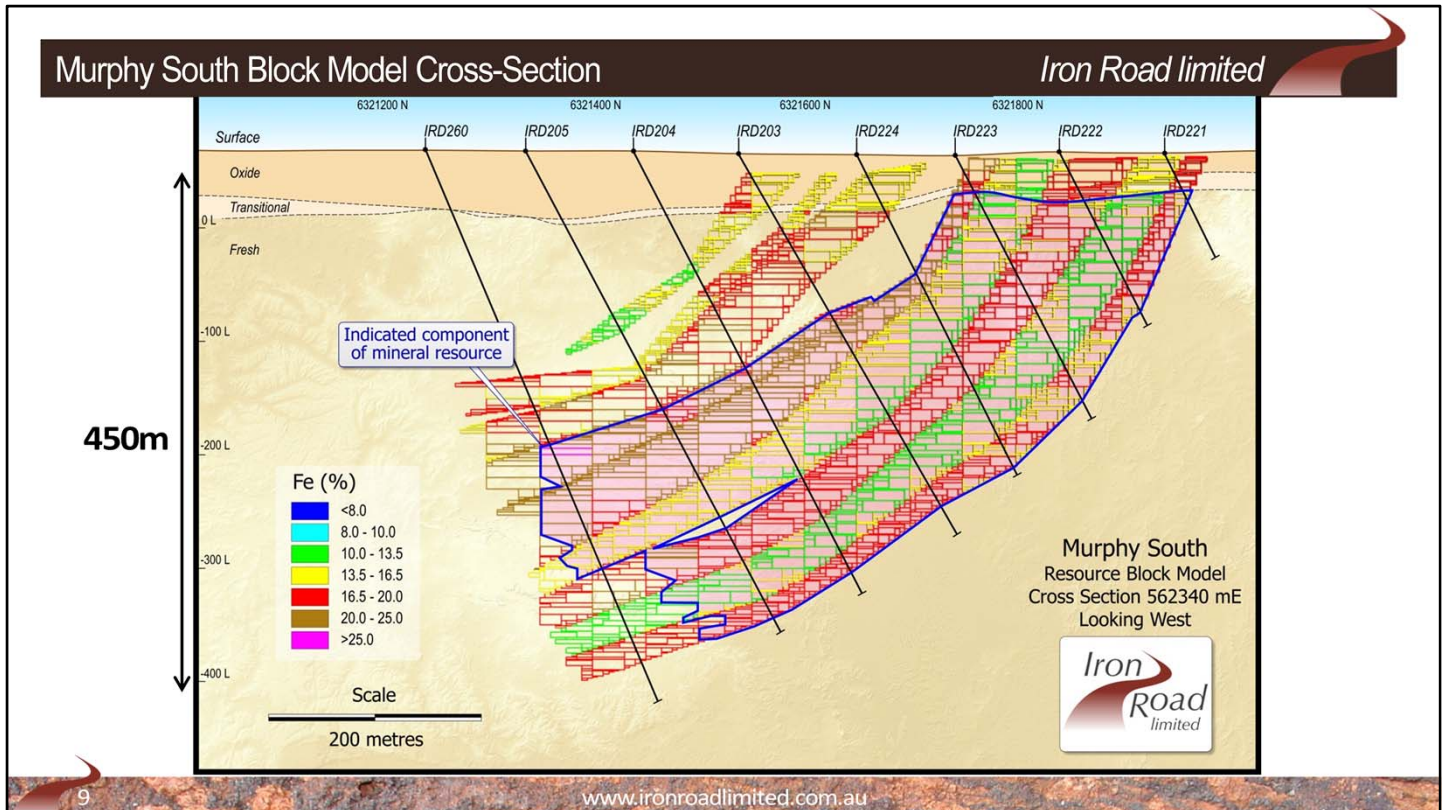 Murphy South Block Model Cross-Section
Iron Road limited
6321200 N
6321400 N
6321600 N
6321800 N
Surface
IRD260
IRD205
IRD204
IRD203
IRD224
IRD223
IRD222
IRD221
Oxide
Transitional
0 L
Fresh
-100 L
Indicated component
of mineral resource
450m
-200 L
Fe (%)
<8.0
8.0 - 10.0
10.0 - 13.5
13.5 - 16.5
16.5 - 20.0
20.0 - 25.0
>25.0
-300 L
-400 L
Scale
200 metres
Murphy South
Resource Block Model
Cross Section 562340 mE
Looking West
Iron
Road
limited
9
www.ironroadlimited.com.au